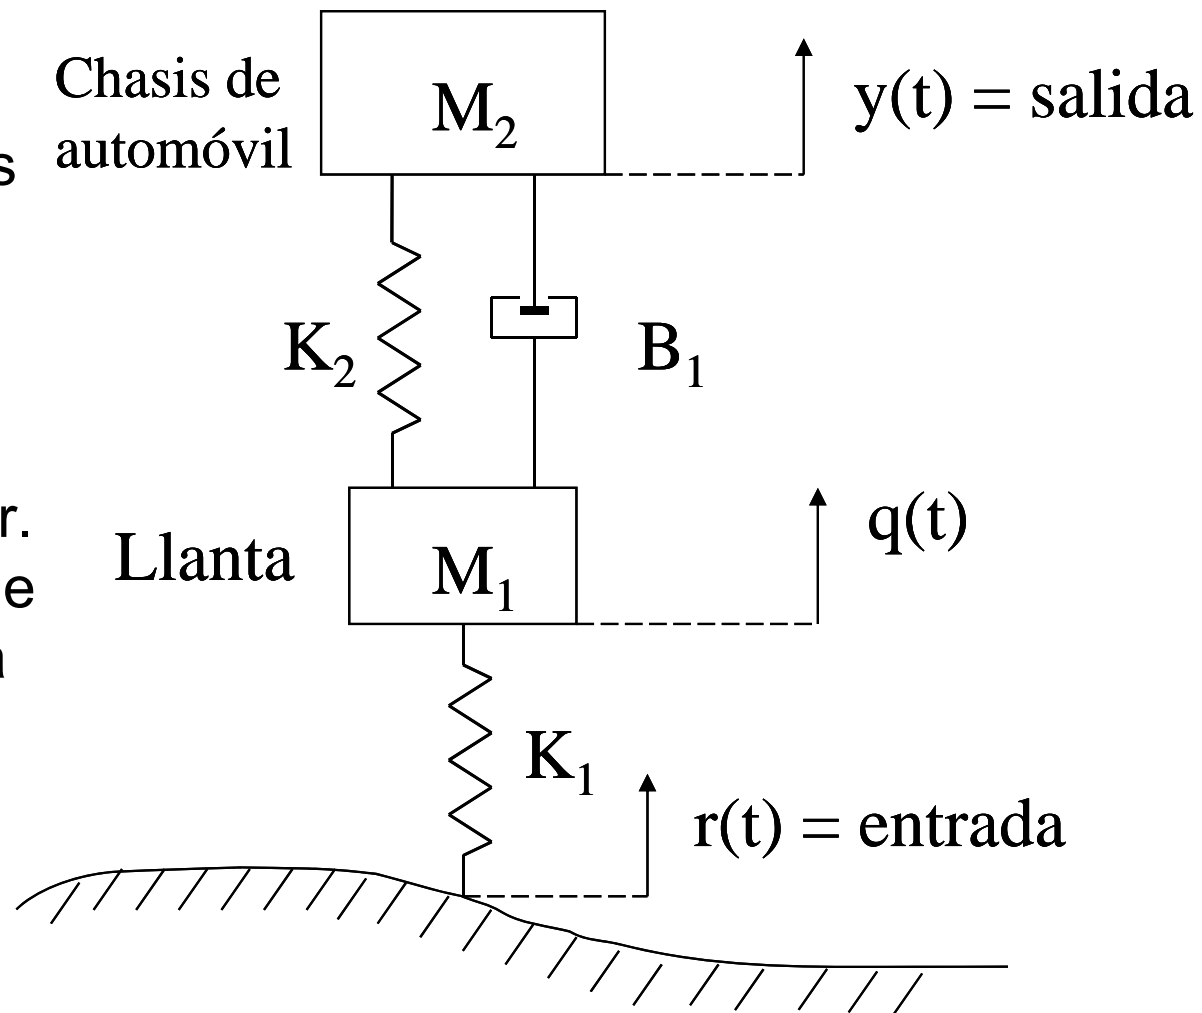 Chasis de
automóvil
s
M₂
y(t) = salida
K₂
B₁
r.
e
Llanta
M₁
q(t)
K₁
r(t) = entrada